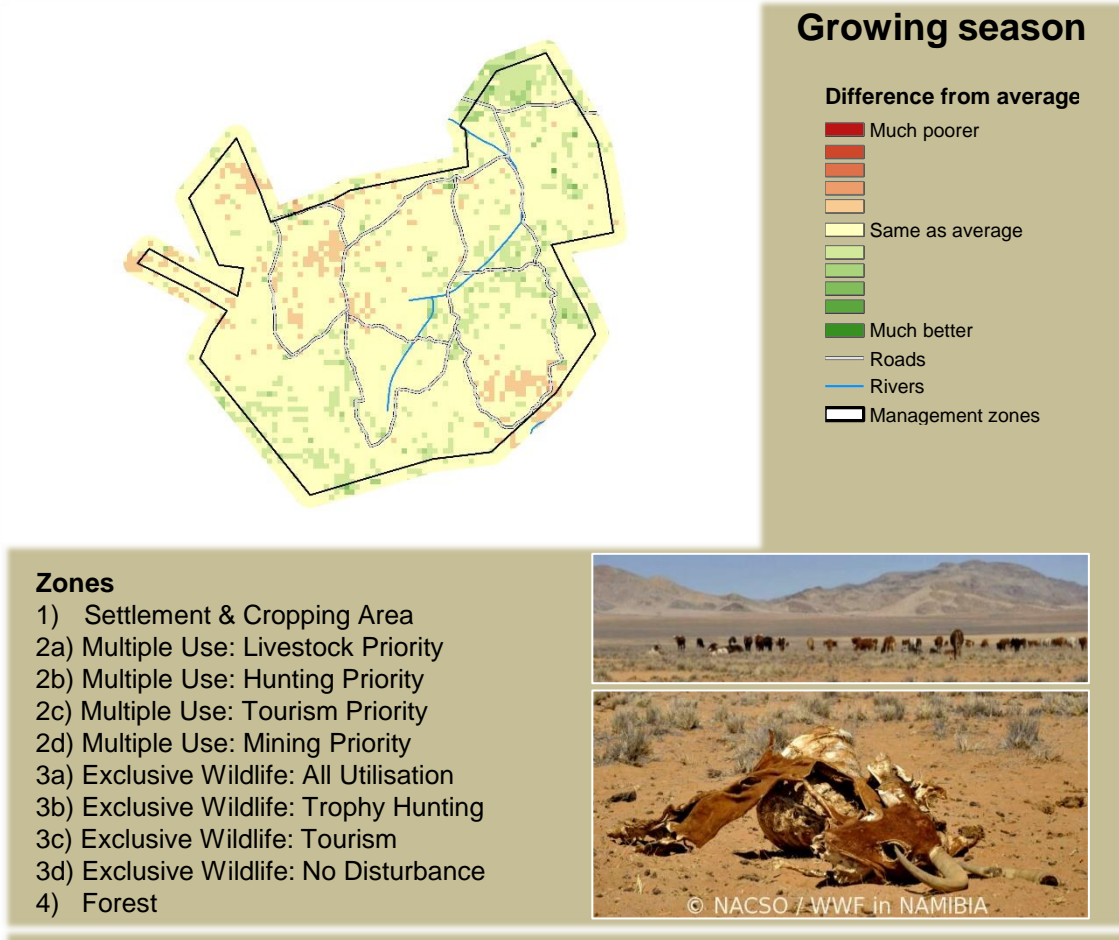 Growing season
Difference from average
Much poorer
Same as average
Much better
Roads
Rivers
Management zones
Zones
1) Settlement & Cropping Area
2a) Multiple Use: Livestock Priority
2b) Multiple Use: Hunting Priority
2c) Multiple Use: Tourism Priority
2d) Multiple Use: Mining Priority
3a) Exclusive Wildlife: All Utilisation
3b) Exclusive Wildlife: Trophy Hunting
3c) Exclusive Wildlife: Tourism
3d) Exclusive Wildlife: No Disturbance
4) Forest
© NACSO / WWF in NAMIBIA